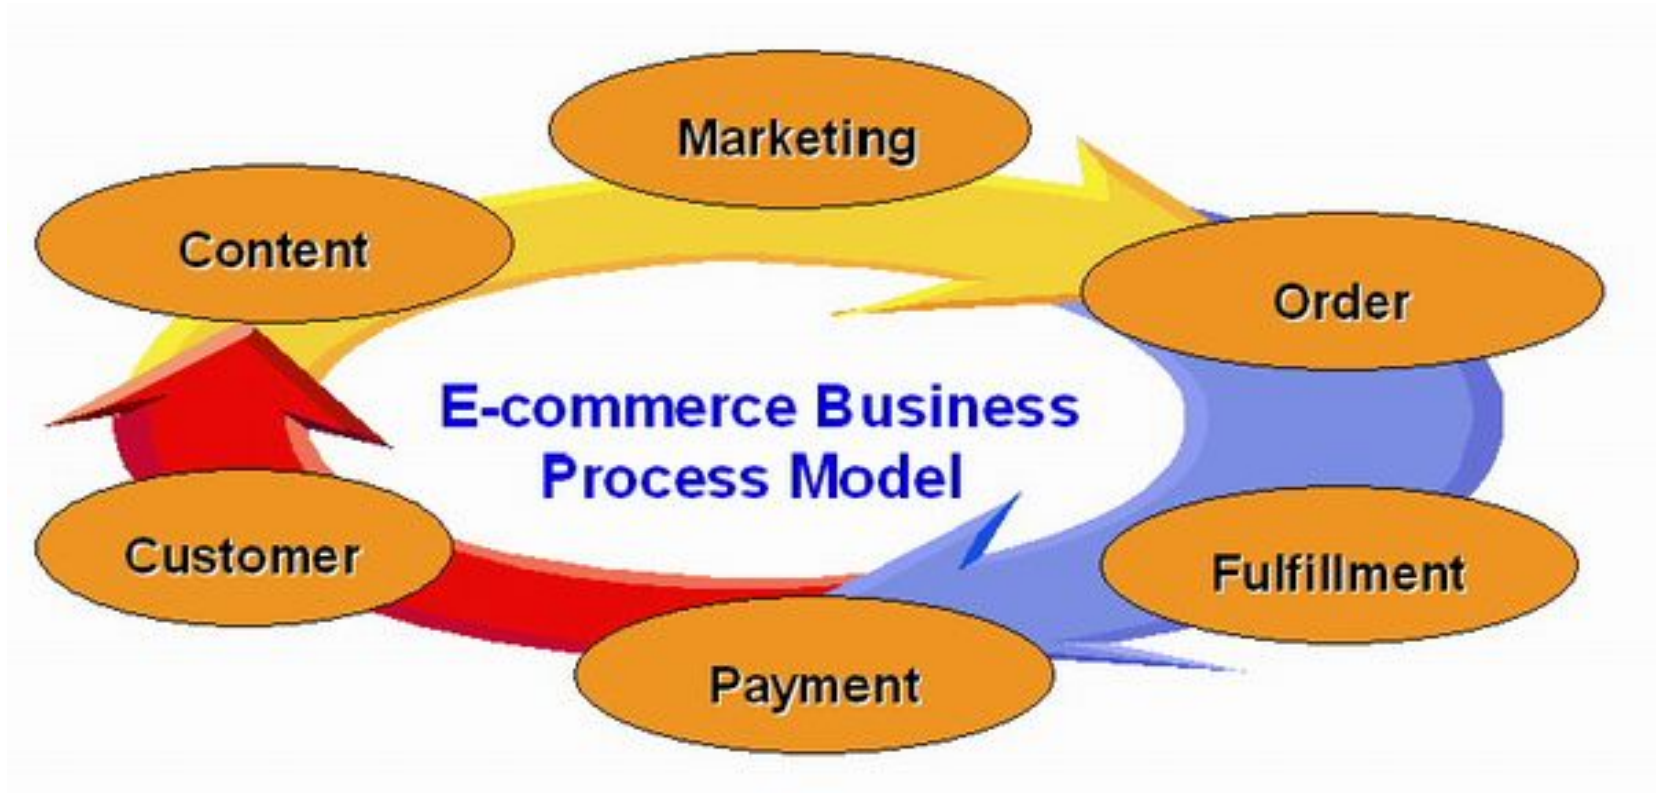 Marketing
Content
Order
E-commerce Business
Process Model
Customer
Fulfillment
Payment